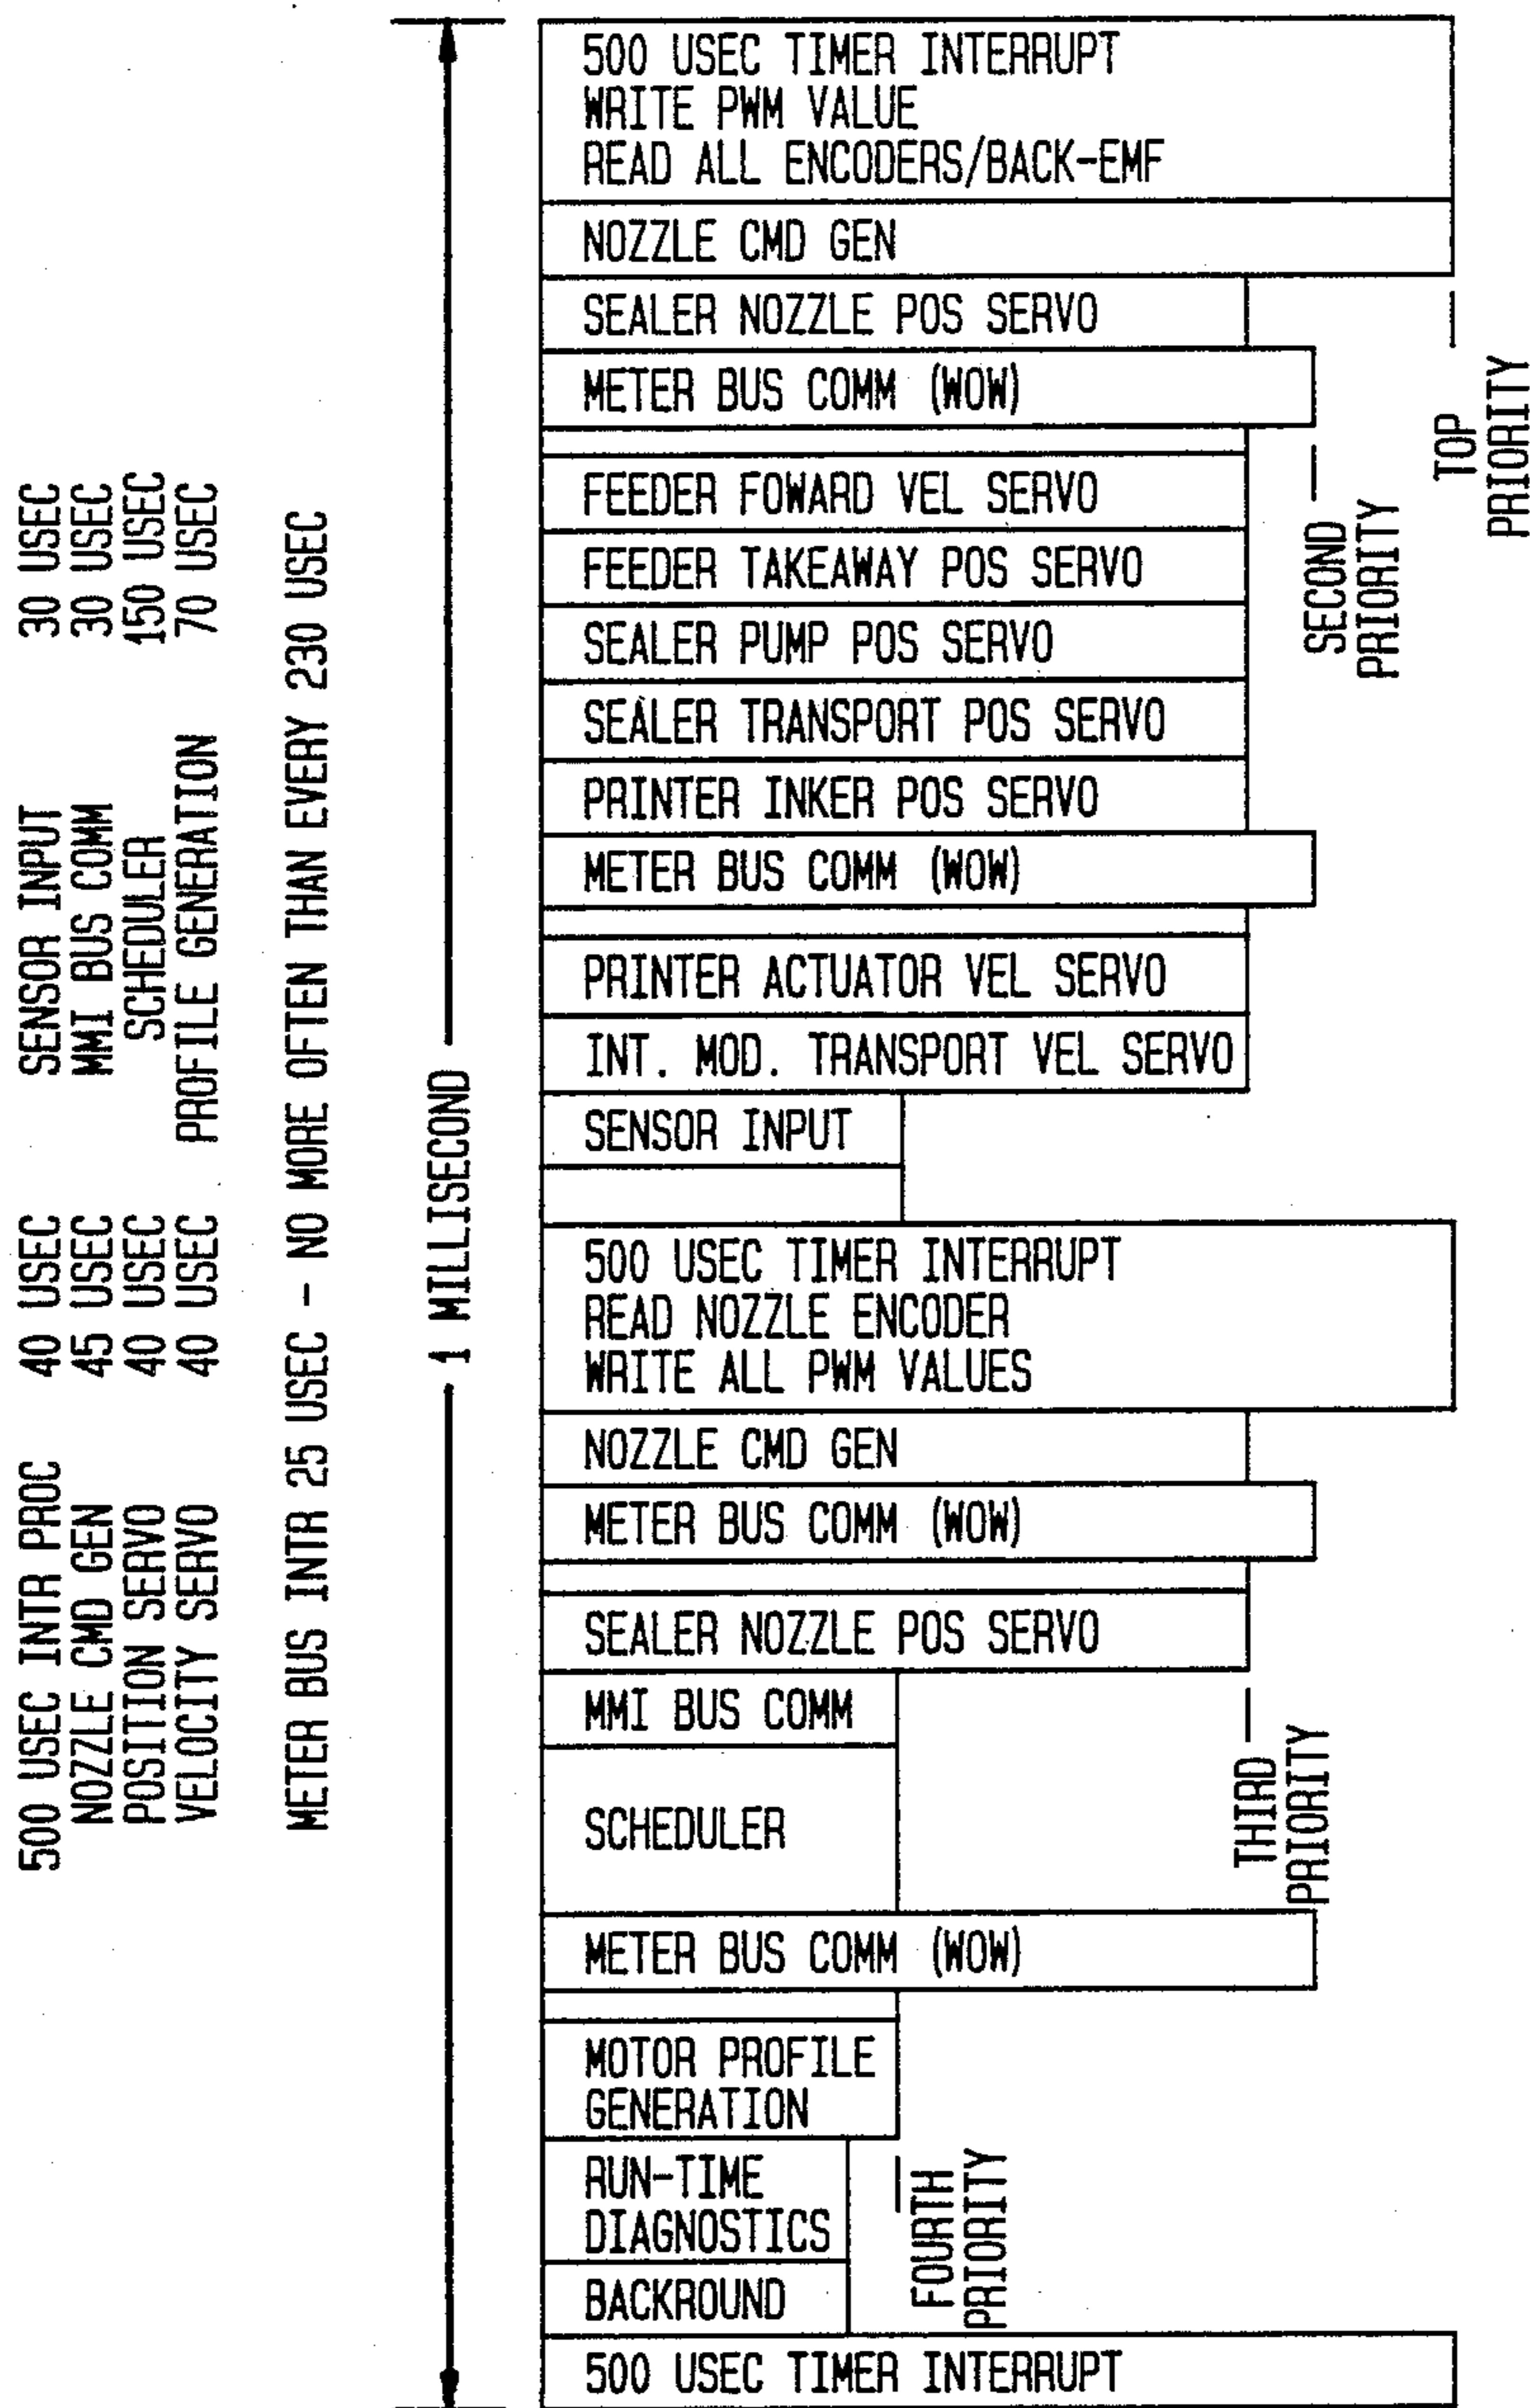 500 USEC INTR PROC 40 USEC SENSOR INPUT 30 USEC
NOZZLE CMD GEN 45 USEC MMI BUS COMM 30 USEC
POSITION SERVO 40 USEC SCHEDULER 150 USEC
VELOCITY SERVO 40 USEC PROFILE GENERATION 70 USEC
METER BUS INTR 25 USEC - NO MORE OFTEN THAN EVERY 230 USEC
1 MILLISECOND
500 USEC TIMER INTERRUPT
WRITE PWM VALUE
READ ALL ENCODERS/BACK-EMF
NOZZLE CMD GEN
SEALER NOZZLE POS SERVO
METER BUS COMM (WOW)
FEEDER FOWARD VEL SERVO
FEEDER TAKEAWAY POS SERVO
SEALER PUMP POS SERVO
SEALER TRANSPORT POS SERVO
PRINTER INKER POS SERVO
METER BUS COMM (WOW)
PRINTER ACTUATOR VEL SERVO
INT. MOD. TRANSPORT VEL SERVO
SENSOR INPUT
500 USEC TIMER INTERRUPT
READ NOZZLE ENCODER
WRITE ALL PWM VALUES
NOZZLE CMD GEN
METER BUS COMM (WOW)
SEALER NOZZLE POS SERVO
MMI BUS COMM
SCHEDULER
METER BUS COMM (WOW)
MOTOR PROFILE
GENERATION
RUN-TIME
DIAGNOSTICS
BACKROUND
500 USEC TIMER INTERRUPT
TOP
PRIORITY
SECOND
PRIORITY
THIRD
PRIORITY
FOURTH
PRIORITY